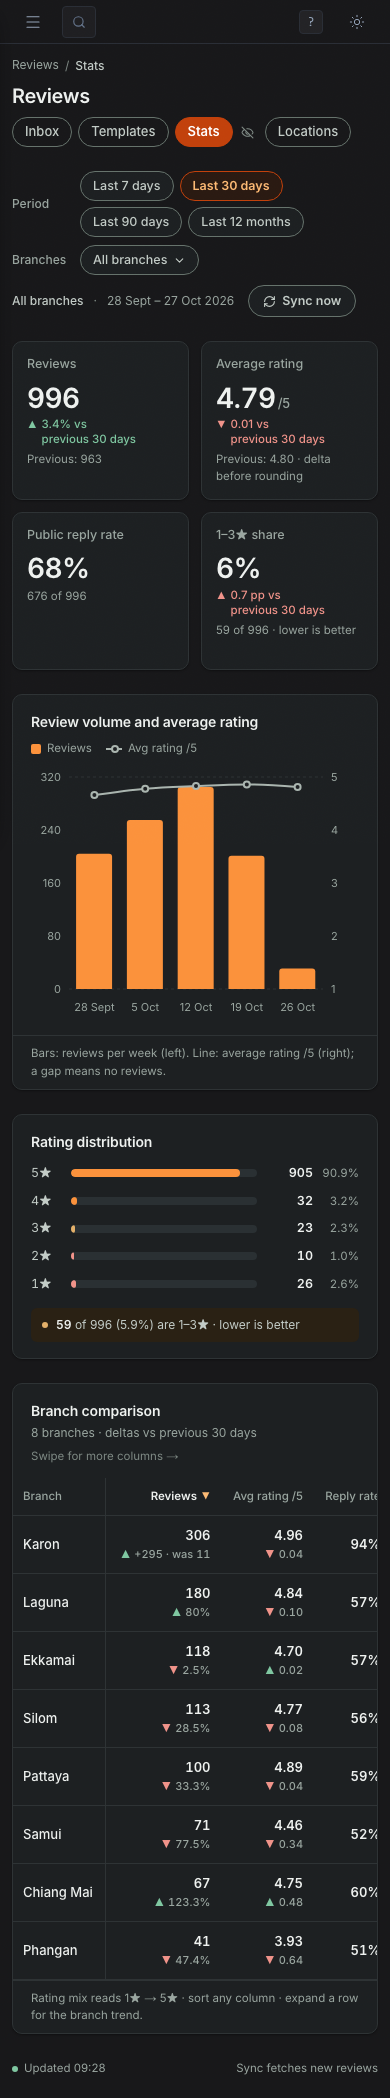 ?
Reviews / Stats
Reviews
Inbox Templates Stats Locations
Period
Last 7 days Last 30 days
Last 90 days Last 12 months
Branches All branches
All branches · 28 Sept – 27 Oct 2026 Sync now
Reviews
996
▲ 3.4% vs
previous 30 days
Previous: 963
Average rating
4.79 /5
▼ 0.01 vs
previous 30 days
Previous: 4.80 · delta
before rounding
Public reply rate
68%
676 of 996
1–3★ share
6%
▲ 0.7 pp vs
previous 30 days
59 of 996 · lower is better
Review volume and average rating
Reviews Avg rating /5
320 5
240 4
160 3
80 2
0 1
28 Sept 5 Oct 12 Oct 19 Oct 26 Oct
Bars: reviews per week (left). Line: average rating /5 (right);
a gap means no reviews.
Rating distribution
5★ 905 90.9%
4★ 32 3.2%
3★ 23 2.3%
2★ 10 1.0%
1★ 26 2.6%
59 of 996 (5.9%) are 1–3★ · lower is better
Branch comparison
8 branches · deltas vs previous 30 days
Swipe for more columns →
Branch Reviews ▼ Avg rating /5 Reply rate
Karon 306 4.96 94%
▲ +295 · was 11 ▼ 0.04
Laguna 180 4.84 57%
▲ 80% ▼ 0.10
Ekkamai 118 4.70 57%
▼ 2.5% ▲ 0.02
Silom 113 4.77 56%
▼ 28.5% ▼ 0.08
Pattaya 100 4.89 59%
▼ 33.3% ▼ 0.04
Samui 71 4.46 52%
▼ 77.5% ▼ 0.34
Chiang Mai 67 4.75 60%
▲ 123.3% ▲ 0.48
Phangan 41 3.93 51%
▼ 47.4% ▼ 0.64
Rating mix reads 1★ → 5★ · sort any column · expand a row
for the branch trend.
Updated 09:28 Sync fetches new reviews